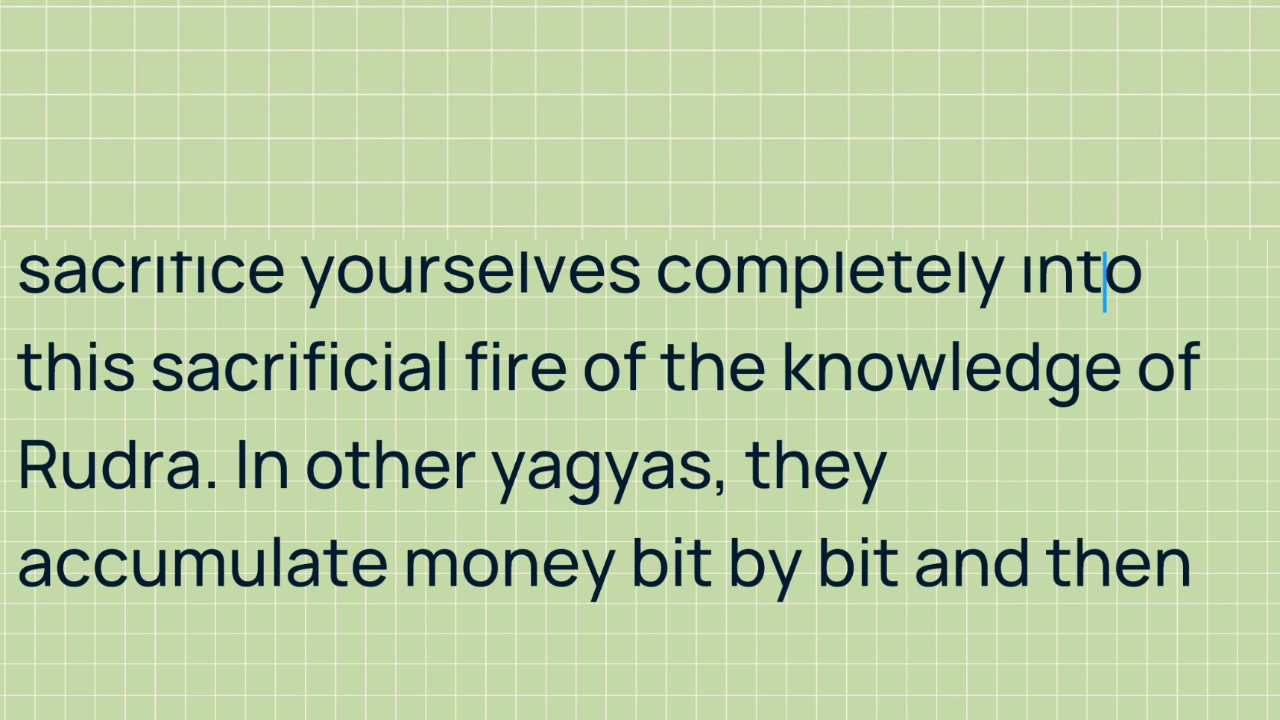 sacrifice yourselves completely into
this sacrificial fire of the knowledge of
Rudra. In other yagyas, they
accumulate money bit by bit and then